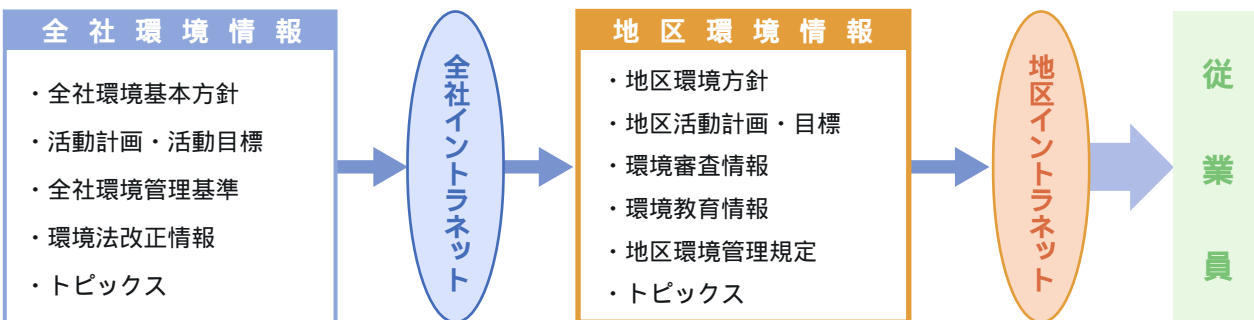 全社環境情報
・全社環境基本方針
・活動計画・活動目標
・全社環境管理基準
・環境法改正情報
・トピックス
全社イントラネット
地区環境情報
・地区環境方針
・地区活動計画・目標
・環境審査情報
・環境教育情報
・地区環境管理規定
・トピックス
地区イントラネット
従業員